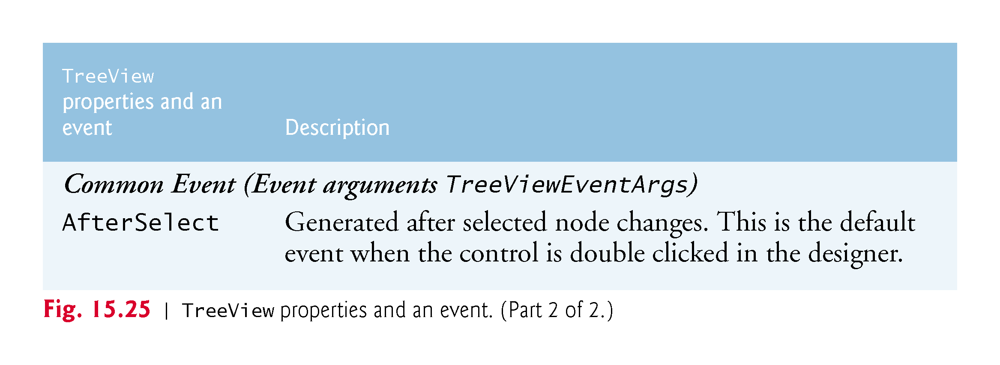 TreeView
properties and an
event
Description
Common Event (Event arguments TreeViewEventArgs)
AfterSelect
Generated after selected node changes. This is the default
event when the control is double clicked in the designer.
Fig. 15.25 | TreeView properties and an event. (Part 2 of 2.)